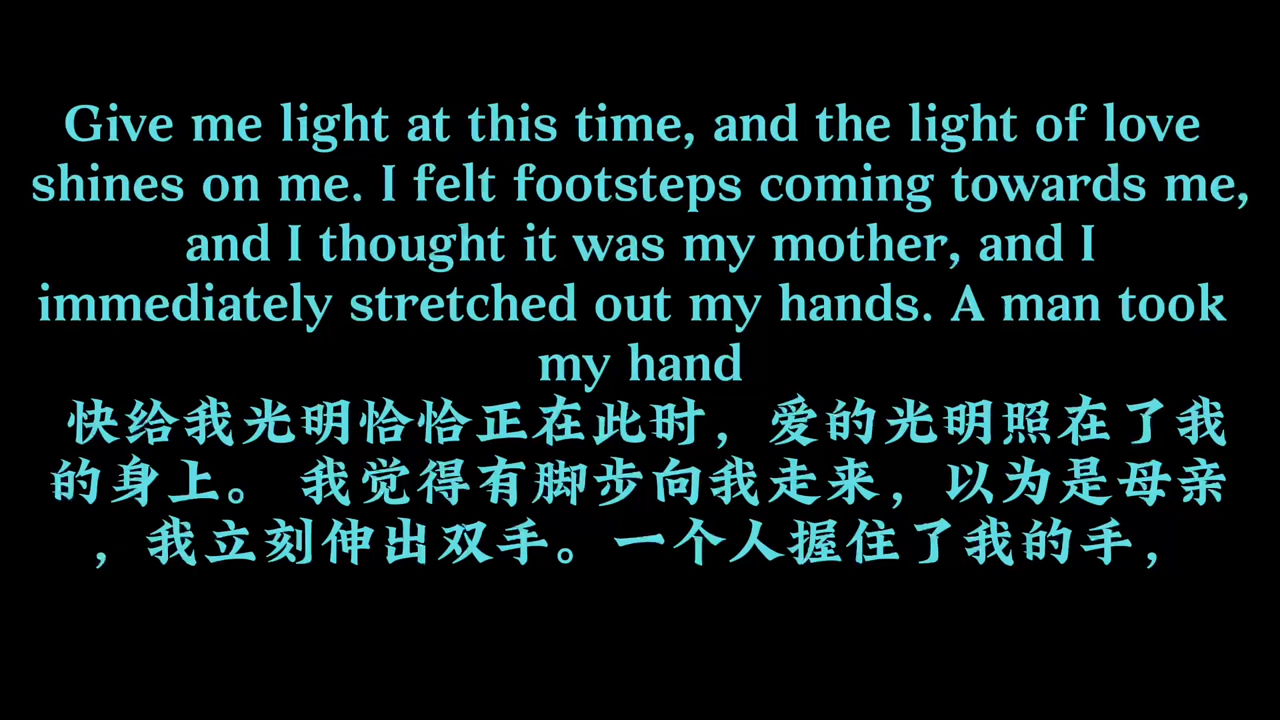 Give me light at this time, and the light of love
shines on me. I felt footsteps coming towards me,
and I thought it was my mother, and I
immediately stretched out my hands. A man took
my hand
快给我光明恰恰正在此时，爱的光明照在了我
的身上。 我觉得有脚步向我走来，以为是母亲
，我立刻伸出双手。一个人握住了我的手，